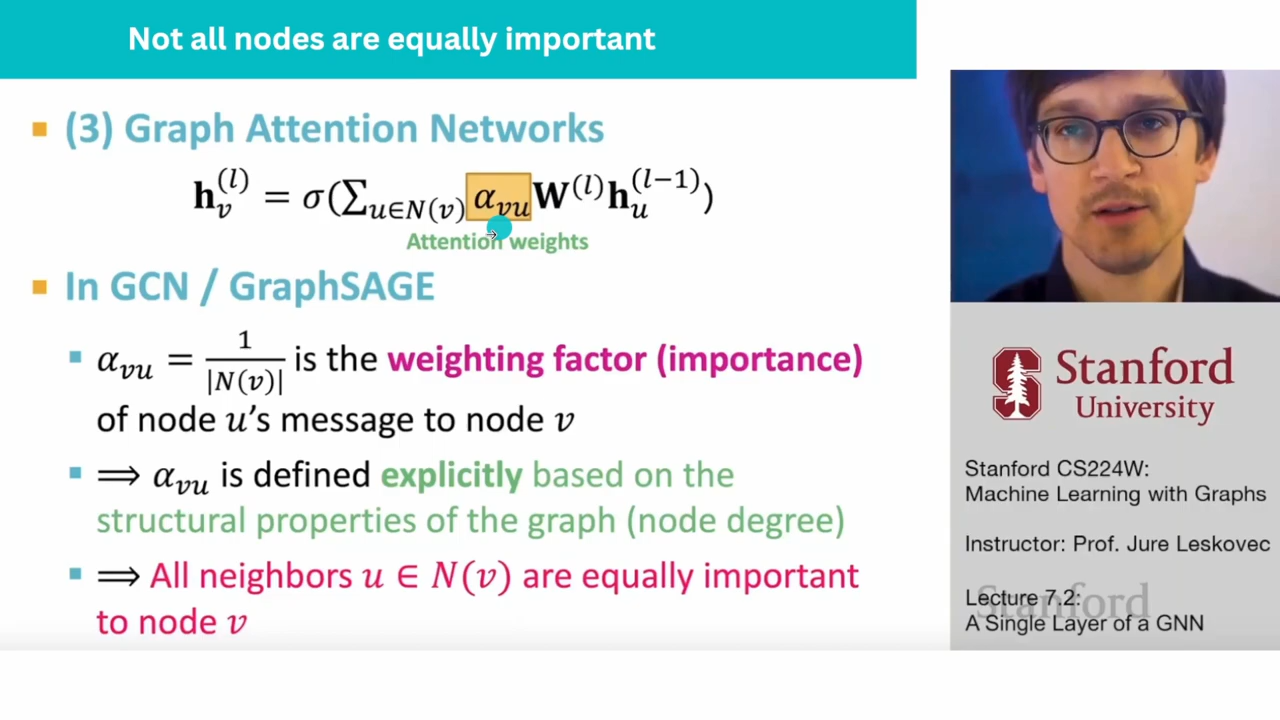 Not all nodes are equally important
(3) Graph Attention Networks
h_v^{(l)} = σ(∑_{u∈N(v)} α_{vu} W^{(l)} h_u^{(l−1)})
Attention weights
In GCN / GraphSAGE
α_{vu} = \frac{1}{|N(v)|} is the weighting factor (importance)
of node u's message to node v
⟹ α_{vu} is defined explicitly based on the
structural properties of the graph (node degree)
⟹ All neighbors u ∈ N(v) are equally important
to node v
Stanford
University
Stanford CS224W:
Machine Learning with Graphs
Instructor: Prof. Jure Leskovec
Stanford
Lecture 7.2:
A Single Layer of a GNN